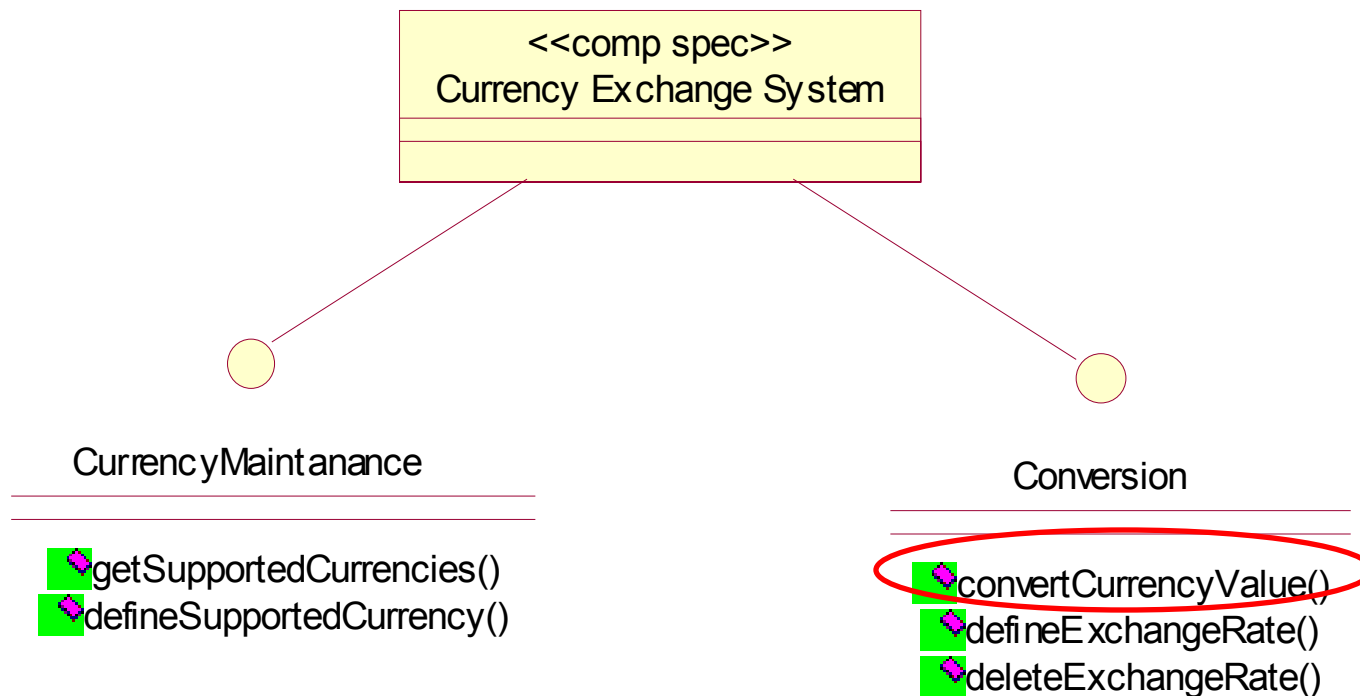 <<comp spec>>
Currency Exchange System
CurrencyMaintanance
getSupportedCurrencies()
defineSupportedCurrency()
Conversion
convertCurrencyValue()
defineExchangeRate()
deleteExchangeRate()